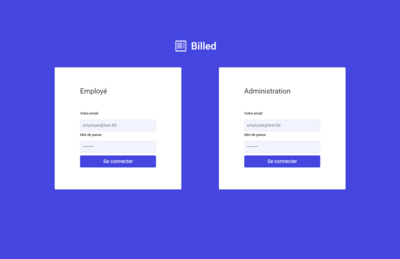 Billed
Employé
Votre email
employee@test.tld
Mot de passe
Se connecter
Administration
Votre email
employee@test.tld
Mot de passe
Se connecter